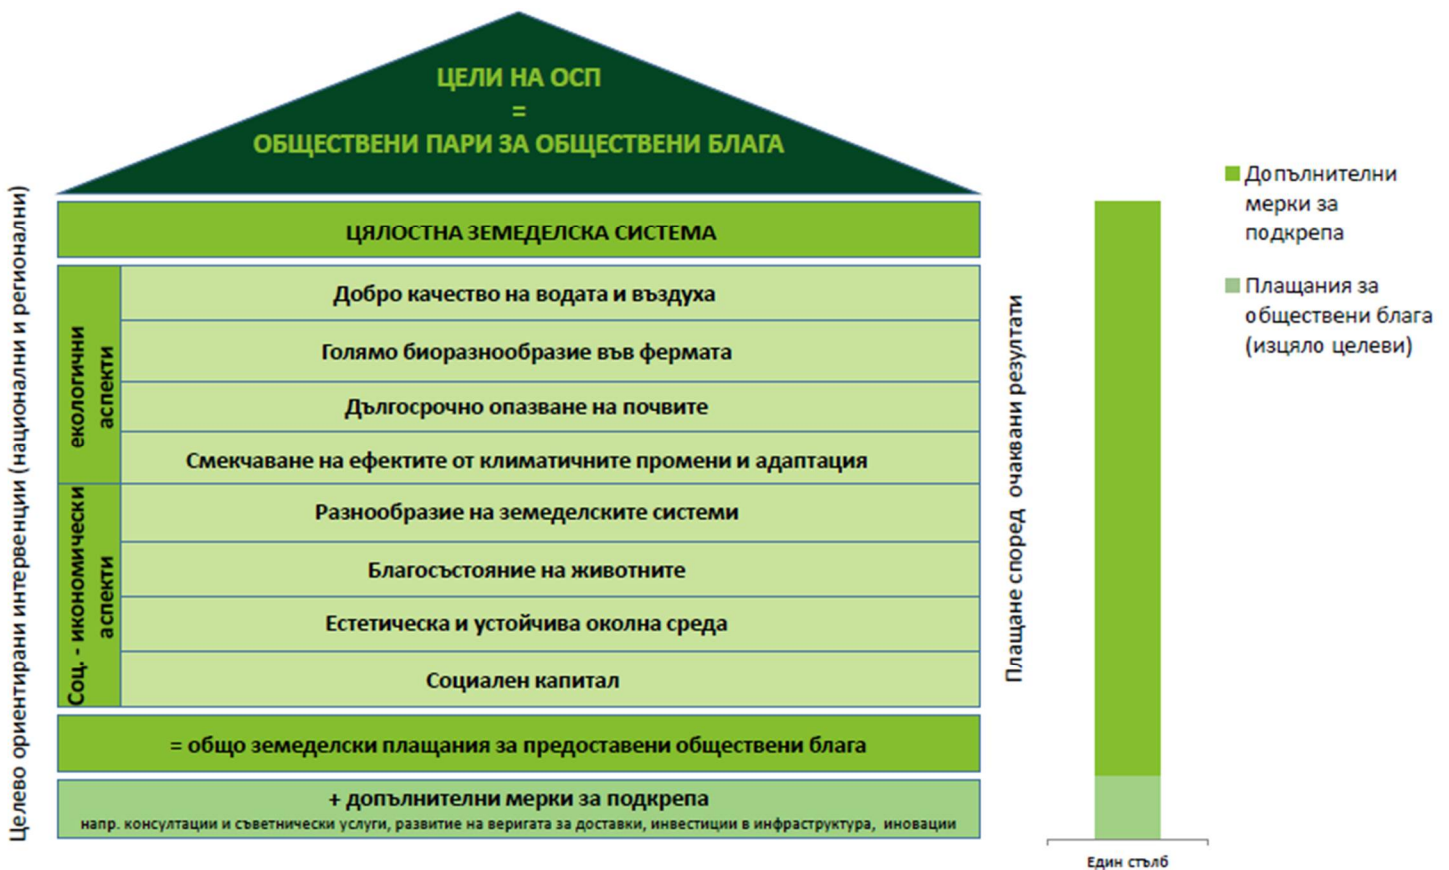 ЦЕЛИ НА ОСП
=
ОБЩЕСТВЕНИ ПАРИ ЗА ОБЩЕСТВЕНИ БЛАГА
Целево ориентирани интервенции (национални и регионални)
ЦЯЛОСТНА ЗЕМЕДЕЛСКА СИСТЕМА
екологични
аспекти
Добро качество на водата и въздуха
Голямо биоразнообразие във фермата
Дългосрочно опазване на почвите
Смекчаване на ефектите от климатичните промени и адаптация
Соц. - икономически
аспекти
Разнообразие на земеделските системи
Благосъстояние на животните
Естетическа и устойчива околна среда
Социален капитал
= общо земеделски плащания за предоставени обществени блага
+ допълнителни мерки за подкрепа
напр. консултации и съветнически услуги, развитие на веригата за доставки, инвестиции в инфраструктура, иновации
Плащане според очаквани резултати
Един стълб
Допълнителни
мерки за
подкрепа
Плащания за
обществени блага
(изцяло целеви)